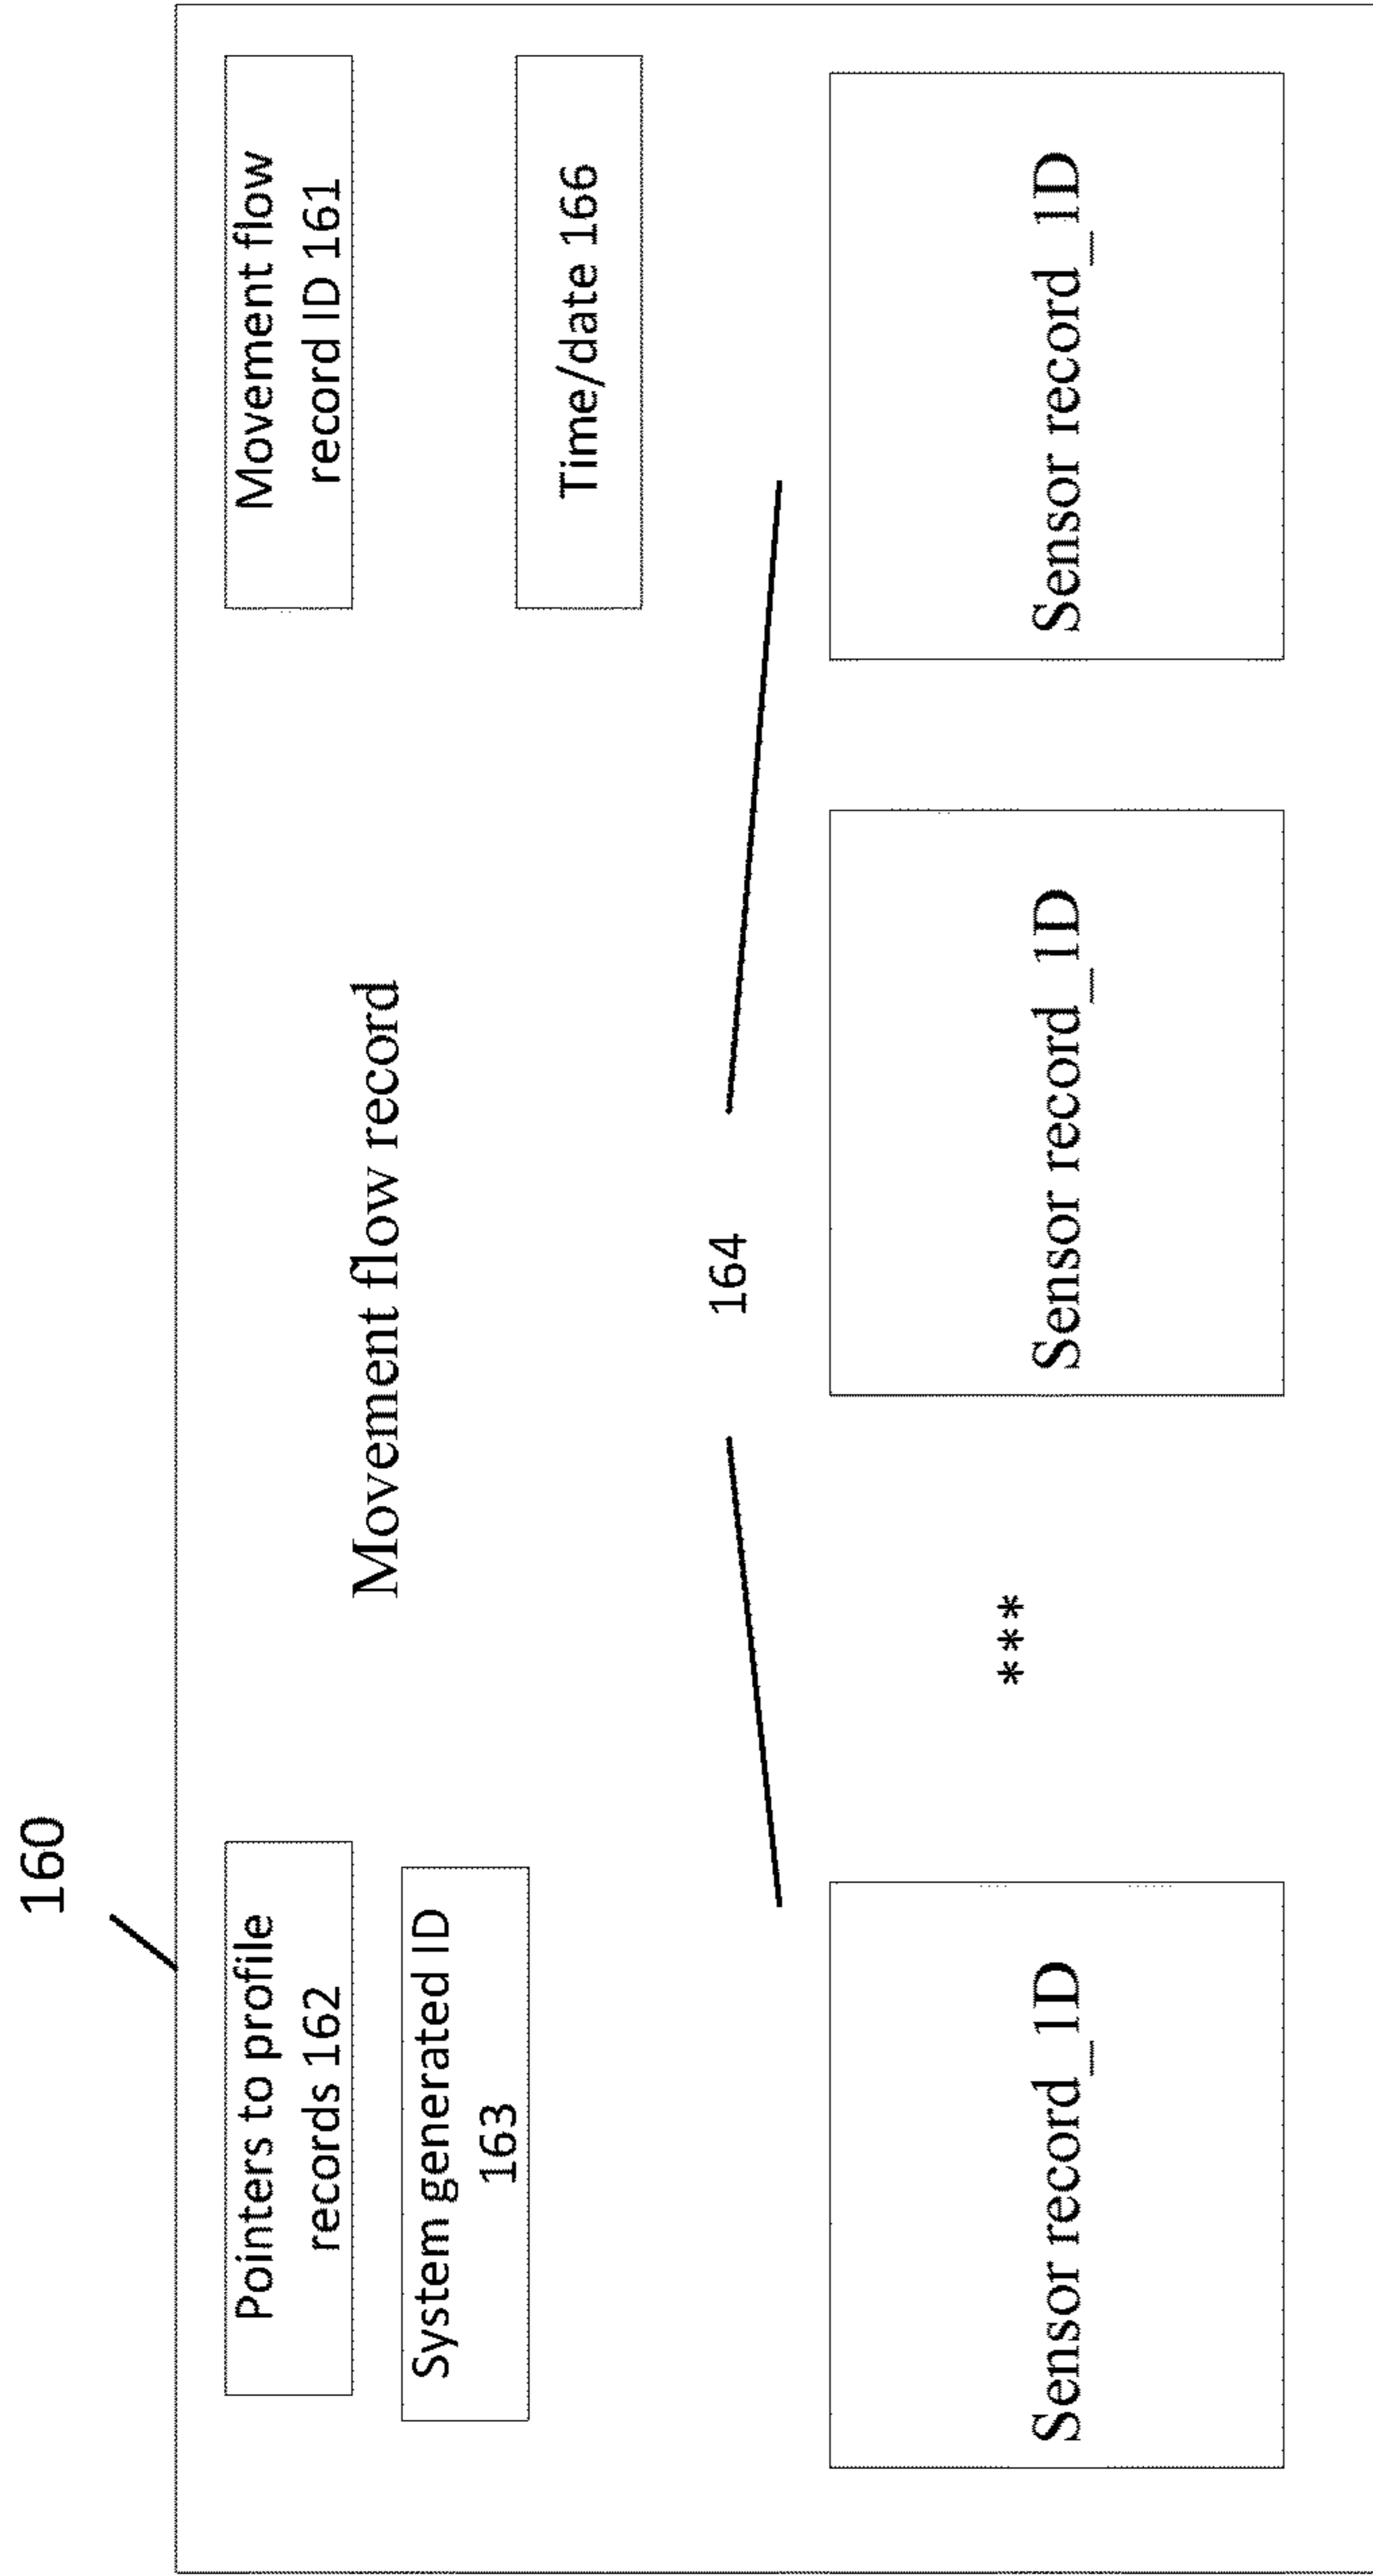 160
Pointers to profile
records 162
Movement flow
record ID 161
Movement flow record
System generated ID
163
Time/date 166
164
Sensor record_1D
***
Sensor record_1D
Sensor record_1D